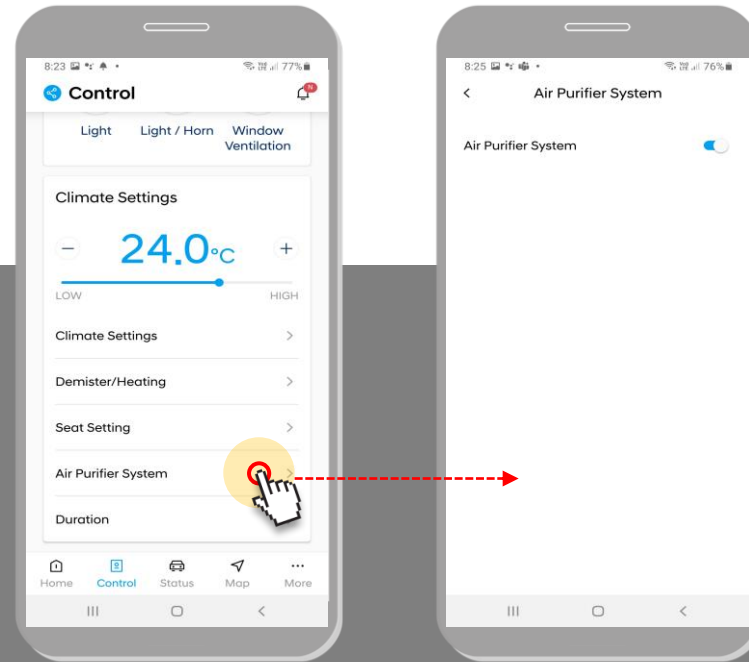 8:23 77%
Control
Light Light / Horn Window
Ventilation
Climate Settings
24.0°C
LOW HIGH
Climate Settings
Demister/Heating
Seat Setting
Air Purifier System
Duration
Home Control Status Map More
8:25 76%
Air Purifier System
Air Purifier System